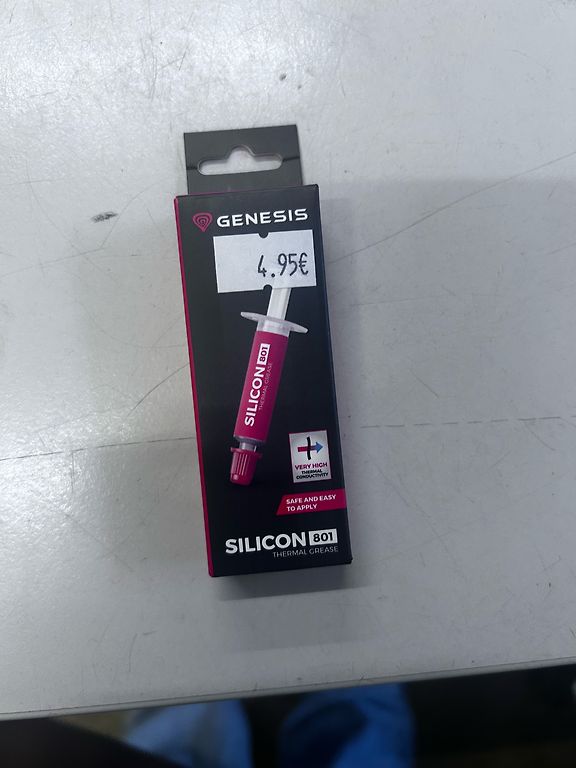 GENESIS
4.95€
SILICON 801
THERMAL GREASE
VERY HIGH
THERMAL
CONDUCTIVITY
SAFE AND EASY
TO APPLY
SILICON 801
THERMAL GREASE